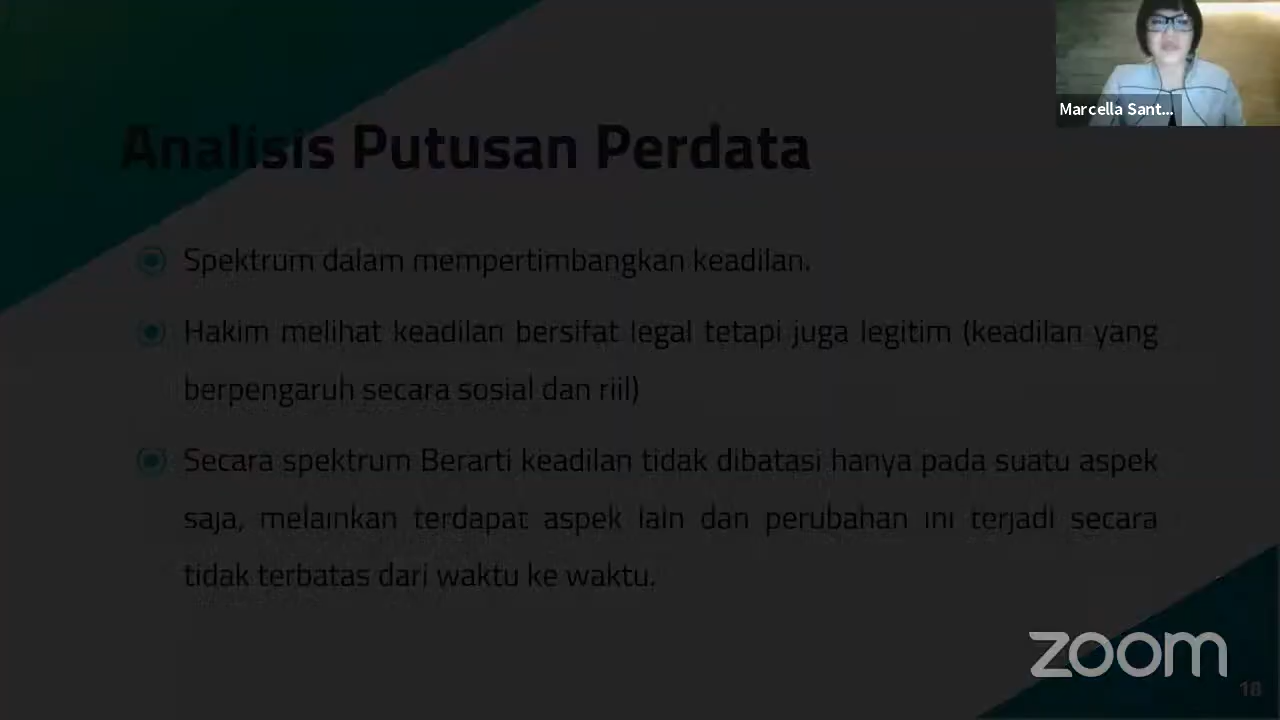 Marcella Sant...
Analisis Putusan Perdata
Spektrum dalam mempertimbangkan keadilan.
Hakim melihat keadilan bersifat legal tetapi juga legitim (keadilan yang
berpengaruh secara sosial dan riil)
Secara spektrum Berarti keadilan tidak dibatasi hanya pada suatu aspek
saja, melainkan terdapat aspek lain dan perubahan ini terjadi secara
tidak terbatas dari waktu ke waktu.
zoom
18